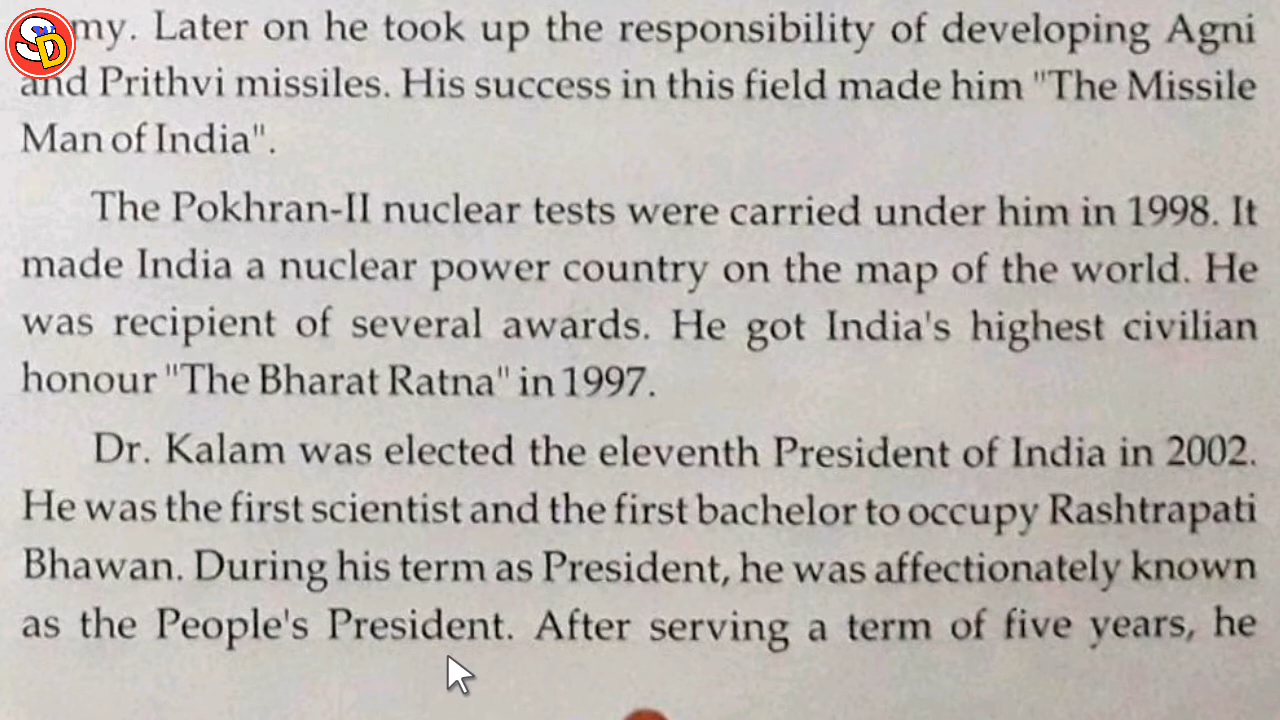 my. Later on he took up the responsibility of developing Agni
and Prithvi missiles. His success in this field made him "The Missile
Man of India".
The Pokhran-II nuclear tests were carried under him in 1998. It
made India a nuclear power country on the map of the world. He
was recipient of several awards. He got India's highest civilian
honour "The Bharat Ratna" in 1997.
Dr. Kalam was elected the eleventh President of India in 2002.
He was the first scientist and the first bachelor to occupy Rashtrapati
Bhawan. During his term as President, he was affectionately known
as the People's President. After serving a term of five years, he